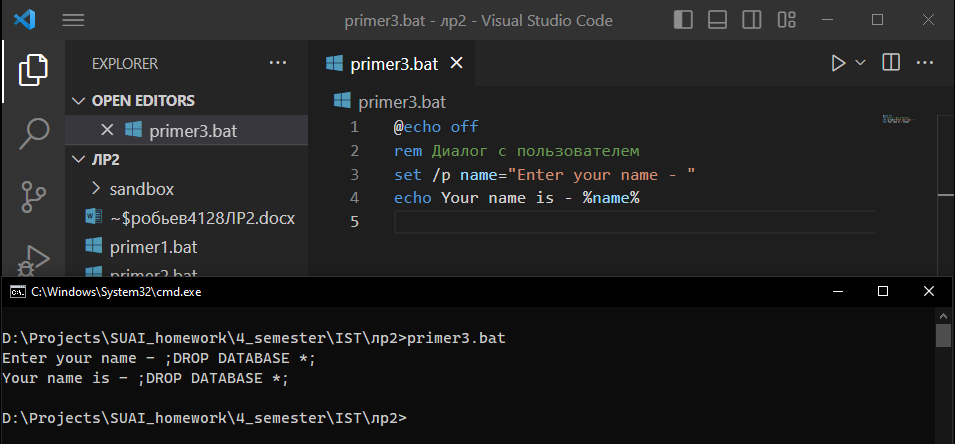 primer3.bat - лр2 - Visual Studio Code
EXPLORER
OPEN EDITORS
primer3.bat
ЛР2
sandbox
~$робьев4128ЛР2.docx
primer1.bat
primer2.bat
primer3.bat
primer3.bat
1 @echo off
2 rem Диалог с пользователем
3 set /p name="Enter your name - "
4 echo Your name is - %name%
5
C:\Windows\System32\cmd.exe
D:\Projects\SUAI_homework\4_semester\IST\лр2>primer3.bat
Enter your name - ;DROP DATABASE *;
Your name is - ;DROP DATABASE *;
D:\Projects\SUAI_homework\4_semester\IST\лр2>